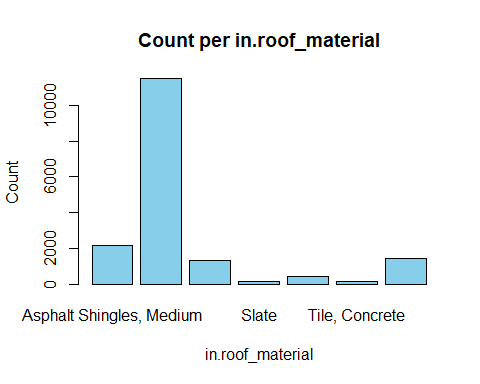 Count per in.roof_material
Count
10000
6000
2000
0
Asphalt Shingles, Medium Slate Tile, Concrete
in.roof_material